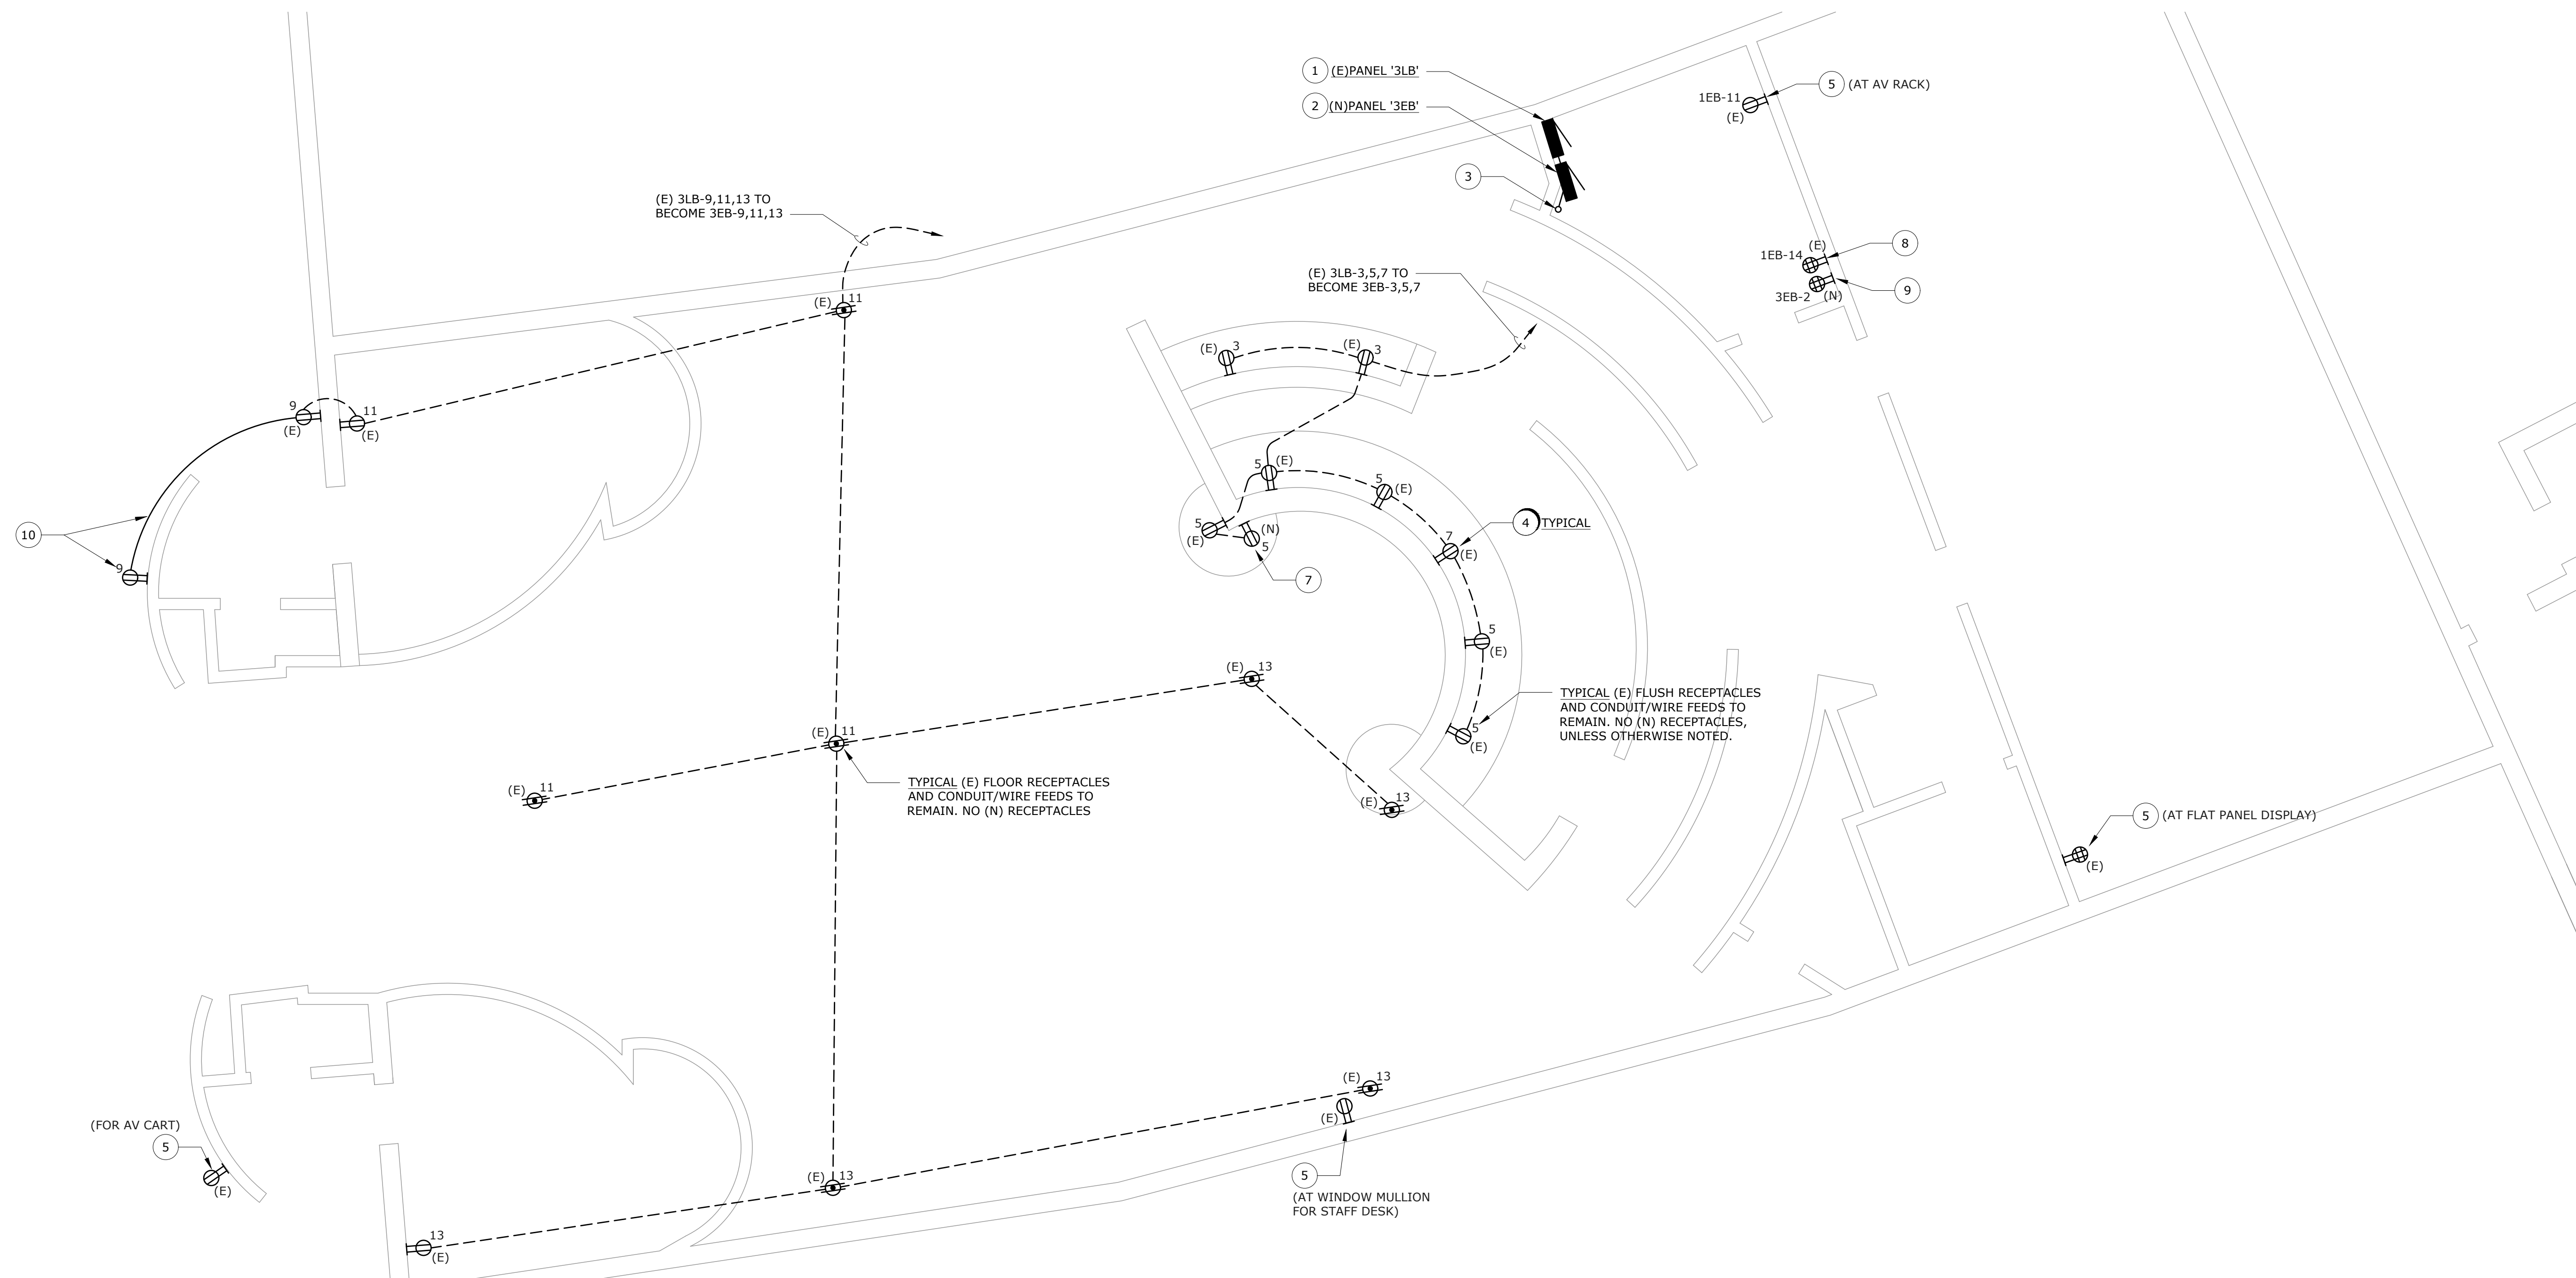 1 (E)PANEL '3LB'
2 (N)PANEL '3EB'
3
1EB-11
(E)
5 (AT AV RACK)
(E) 3LB-9,11,13 TO
BECOME 3EB-9,11,13
(E)
1EB-14
8
3EB-2 (N)
9
(E) 3LB-3,5,7 TO
BECOME 3EB-3,5,7
(E) 11
(E) 3
(E) 3
9
(E)
11
(E)
10
9
5 (E)
5
(E)
5
(E)
(N)
5
7
7
(E)
4 TYPICAL
5
(E)
5
(E)
TYPICAL (E) FLUSH RECEPTACLES
AND CONDUIT/WIRE FEEDS TO
REMAIN. NO (N) RECEPTACLES,
UNLESS OTHERWISE NOTED.
(E) 13
(E) 11
(E) 11
TYPICAL (E) FLOOR RECEPTACLES
AND CONDUIT/WIRE FEEDS TO
REMAIN. NO (N) RECEPTACLES
(E) 13
5 (AT FLAT PANEL DISPLAY)
(E)
(E) 13
(E)
5
(AT WINDOW MULLION
FOR STAFF DESK)
(FOR AV CART)
5
(E)
(E) 13
13
(E)